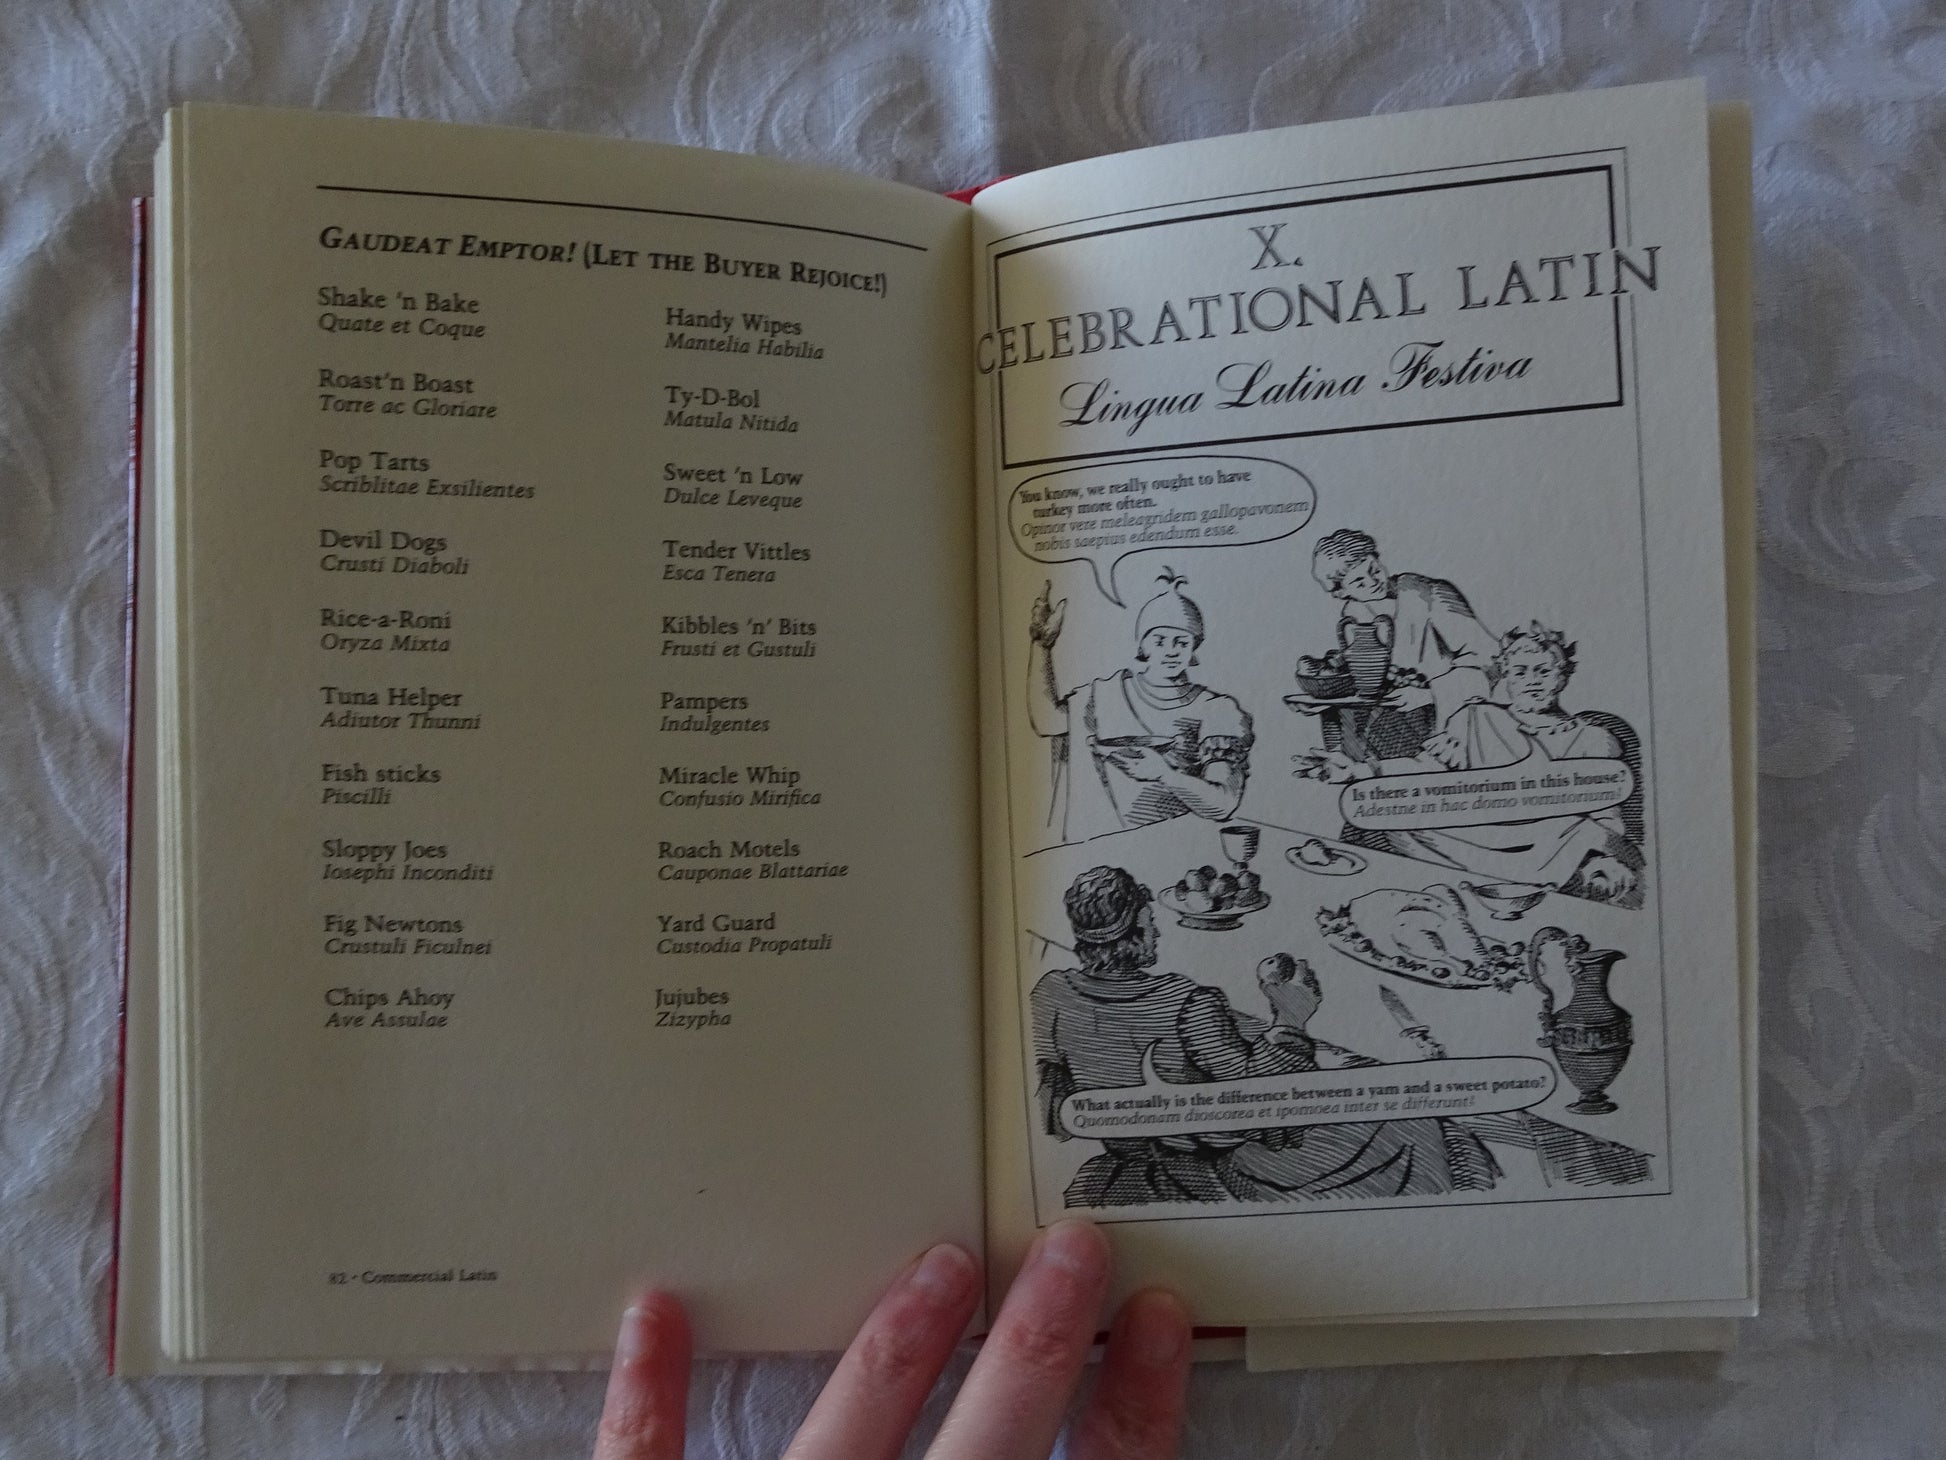 GAUDEAT EMPTOR! (LET THE BUYER REJOICE!)
Shake 'n Bake
Quate et Coque
Roast'n Boast
Torre ac Gloriare
Pop Tarts
Scriblitae Exsilientes
Devil Dogs
Crusti Diaboli
Rice-a-Roni
Oryza Mixta
Tuna Helper
Adiutor Thunni
Fish sticks
Piscilli
Sloppy Joes
Iosephi Inconditi
Fig Newtons
Crustuli Ficulnei
Chips Ahoy
Ave Assulae
Handy Wipes
Mantelia Habilia
Ty-D-Bol
Matula Nitida
Sweet 'n Low
Dulce Leveque
Tender Vittles
Esca Tenera
Kibbles 'n' Bits
Frusti et Gustuli
Pampers
Indulgentes
Miracle Whip
Confusio Mirifica
Roach Motels
Cauponae Blattariae
Yard Guard
Custodia Propatuli
Jujubes
Zizypha
82 • Commercial Latin
X.
CELEBRATIONAL LATIN
Lingua Latina Festiva
You know, we really ought to have
turkey more often.
Opinor vere meleagridem gallopavonem
nobis saepius edendum esse.
Is there a vomitorium in this house?
Adestne in hac domo vomitorium?
What actually is the difference between a yam and a sweet potato?
Quomodonam dioscorea et ipomoea inter se differunt?